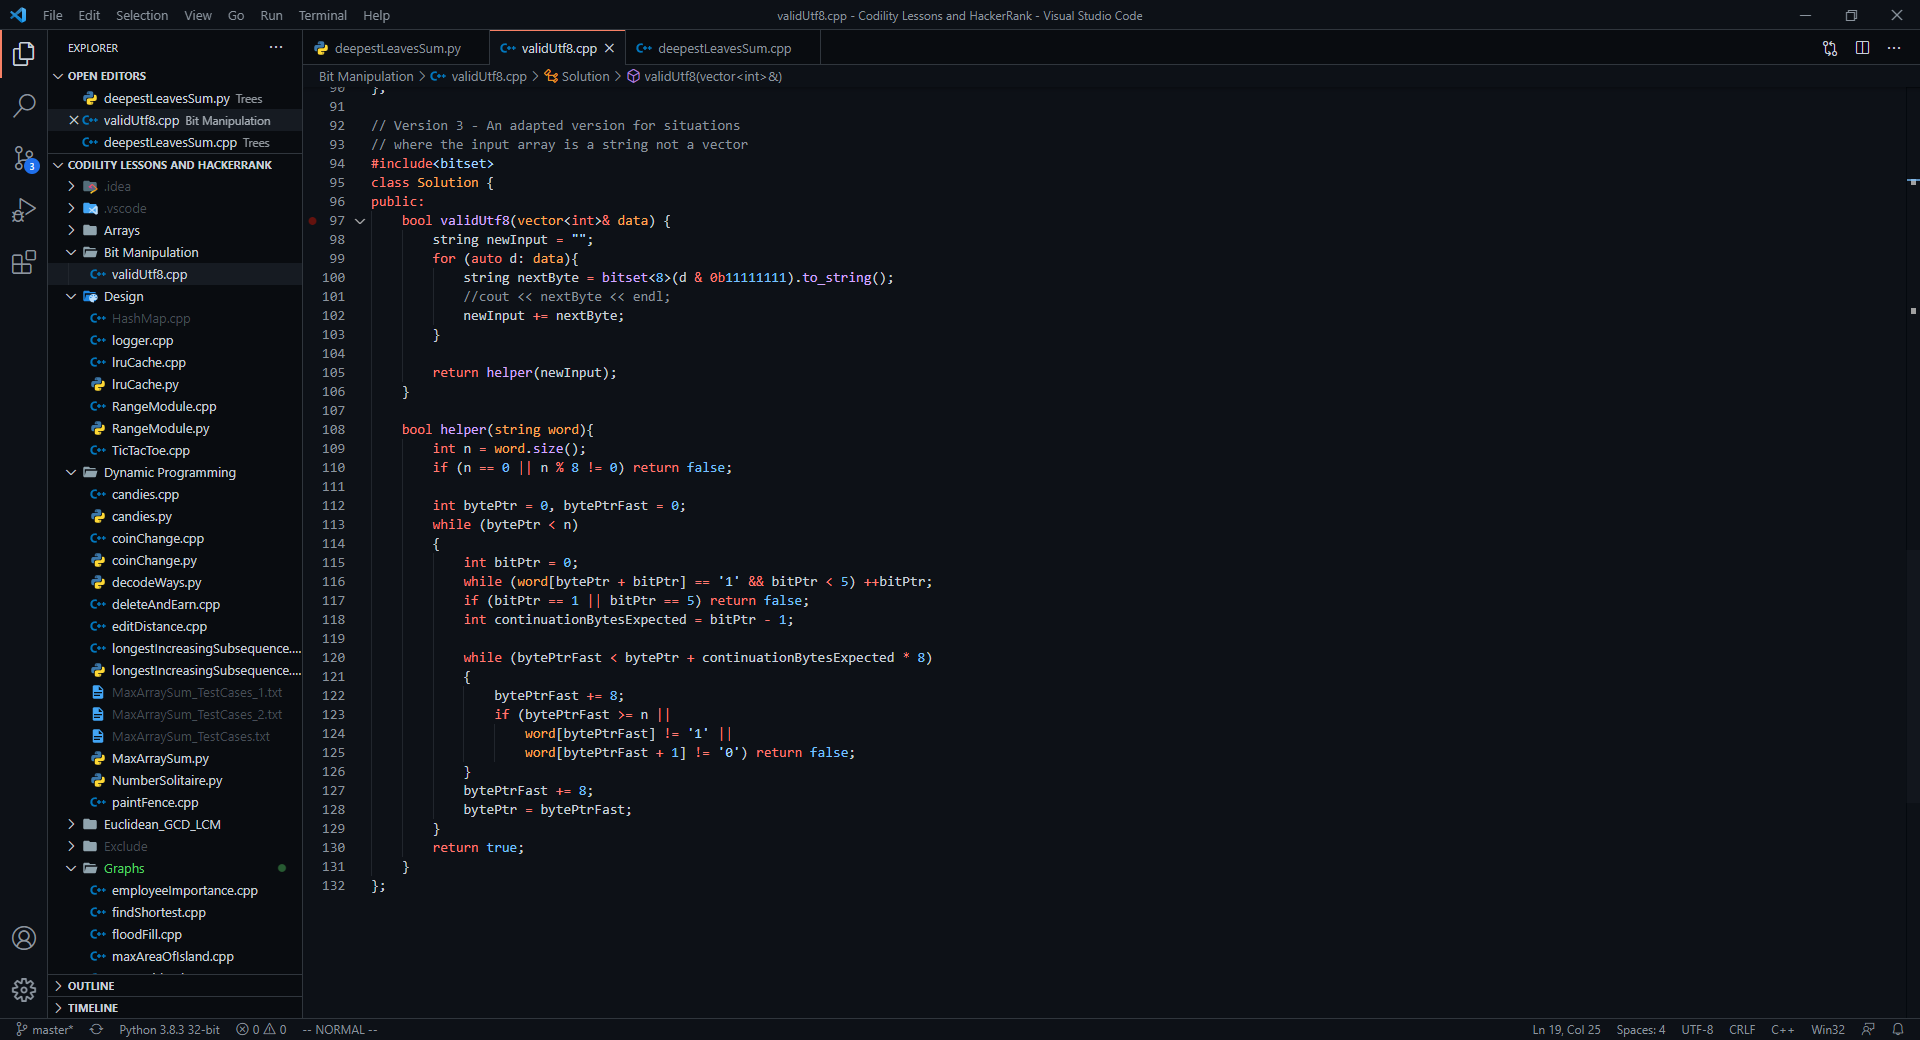 File Edit Selection View Go Run Terminal Help
validUtf8.cpp - Codility Lessons and HackerRank - Visual Studio Code
EXPLORER
OPEN EDITORS
deepestLeavesSum.py Trees
validUtf8.cpp Bit Manipulation
deepestLeavesSum.cpp Trees
CODILITY LESSONS AND HACKERRANK
.idea
.vscode
Arrays
Bit Manipulation
validUtf8.cpp
Design
HashMap.cpp
logger.cpp
lruCache.cpp
lruCache.py
RangeModule.cpp
RangeModule.py
TicTacToe.cpp
Dynamic Programming
candies.cpp
candies.py
coinChange.cpp
coinChange.py
decodeWays.py
deleteAndEarn.cpp
editDistance.cpp
longestIncreasingSubsequence....
longestIncreasingSubsequence....
MaxArraySum_TestCases_1.txt
MaxArraySum_TestCases_2.txt
MaxArraySum_TestCases.txt
MaxArraySum.py
NumberSolitaire.py
paintFence.cpp
Euclidean_GCD_LCM
Exclude
Graphs
employeeImportance.cpp
findShortest.cpp
floodFill.cpp
maxAreaOfIsland.cpp
OUTLINE
TIMELINE
3
deepestLeavesSum.py validUtf8.cpp deepestLeavesSum.cpp
Bit Manipulation > validUtf8.cpp > Solution > validUtf8(vector<int>&)
90 };
91
92 // Version 3 - An adapted version for situations
93 // where the input array is a string not a vector
94 #include<bitset>
95 class Solution {
96 public:
97 bool validUtf8(vector<int>& data) {
98 string newInput = "";
99 for (auto d: data){
100 string nextByte = bitset<8>(d & 0b11111111).to_string();
101 //cout << nextByte << endl;
102 newInput += nextByte;
103 }
104
105 return helper(newInput);
106 }
107
108 bool helper(string word){
109 int n = word.size();
110 if (n == 0 || n % 8 != 0) return false;
111
112 int bytePtr = 0, bytePtrFast = 0;
113 while (bytePtr < n)
114 {
115 int bitPtr = 0;
116 while (word[bytePtr + bitPtr] == '1' && bitPtr < 5) ++bitPtr;
117 if (bitPtr == 1 || bitPtr == 5) return false;
118 int continuationBytesExpected = bitPtr - 1;
119
120 while (bytePtrFast < bytePtr + continuationBytesExpected * 8)
121 {
122 bytePtrFast += 8;
123 if (bytePtrFast >= n ||
124 word[bytePtrFast] != '1' ||
125 word[bytePtrFast + 1] != '0') return false;
126 }
127 bytePtrFast += 8;
128 bytePtr = bytePtrFast;
129 }
130 return true;
131 }
132 };
master* Python 3.8.3 32-bit 0 0 -- NORMAL -- Ln 19, Col 25 Spaces: 4 UTF-8 CRLF C++ Win32